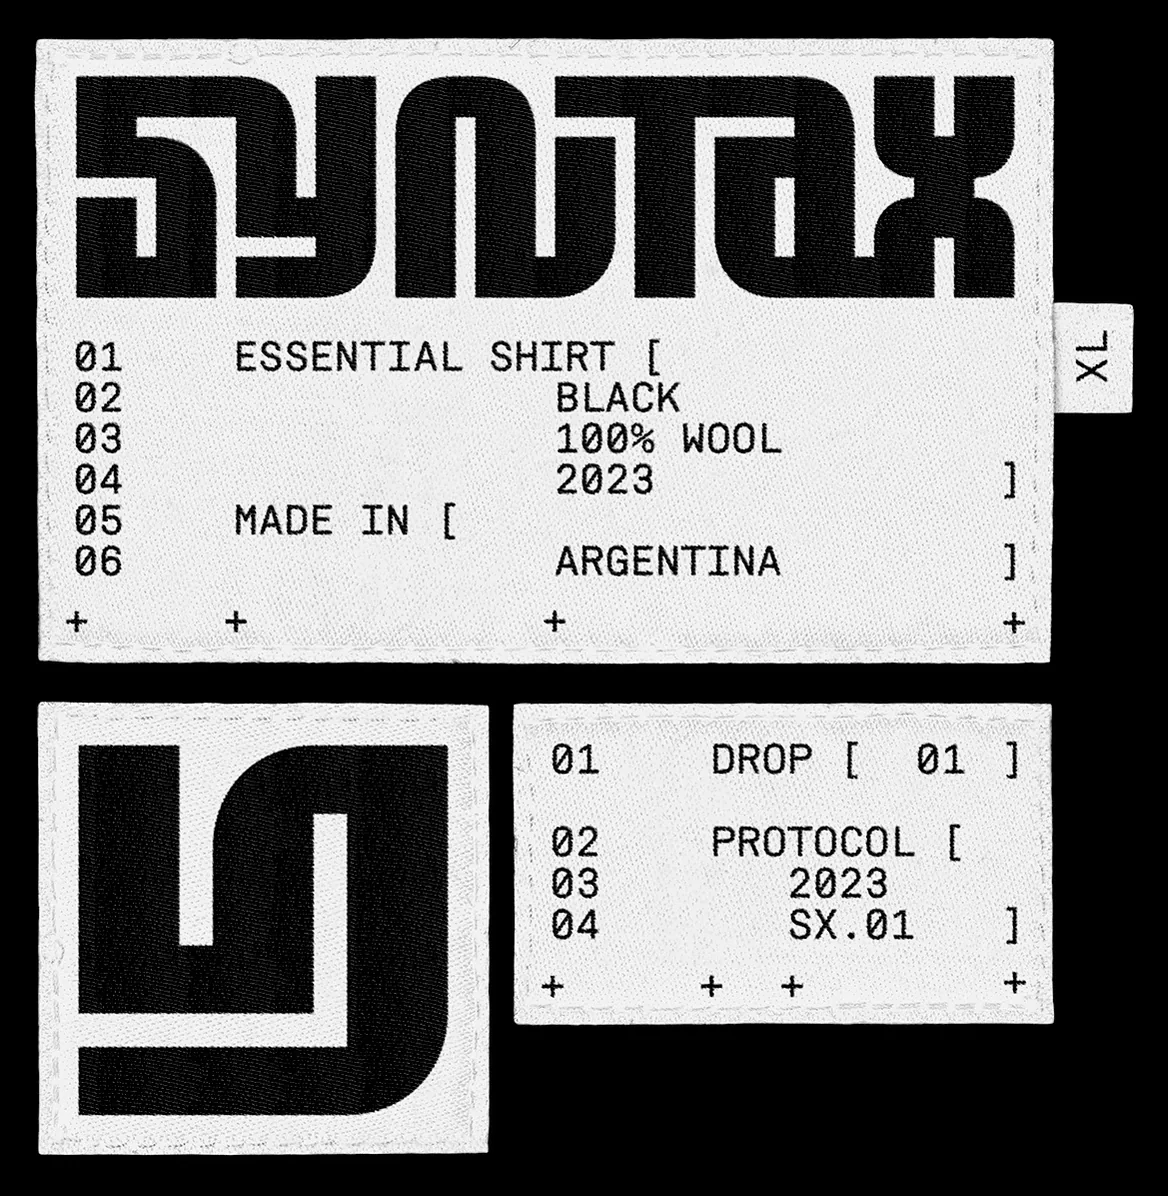 SYNTAX
01 ESSENTIAL SHIRT [
02 BLACK
03 100% WOOL
04 2023 ]
05 MADE IN [
06 ARGENTINA ]
+ + + +
XL
01 DROP [ 01 ]
02 PROTOCOL [
03 2023
04 SX.01 ]
+ + + +